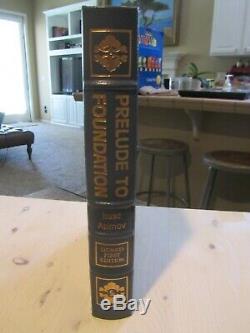 PRELUDE TO
FOUNDATION
Isaac
Asimov
SIGNED
FIRST
EDITION